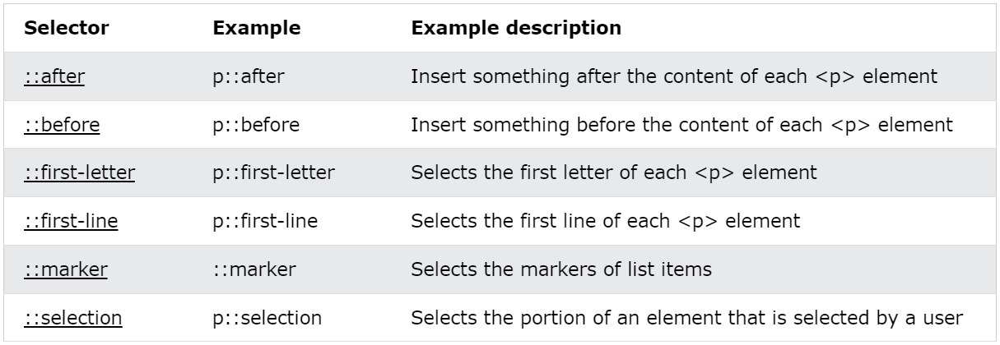 Selector Example Example description
::after p::after Insert something after the content of each <p> element
::before p::before Insert something before the content of each <p> element
::first-letter p::first-letter Selects the first letter of each <p> element
::first-line p::first-line Selects the first line of each <p> element
::marker ::marker Selects the markers of list items
::selection p::selection Selects the portion of an element that is selected by a user